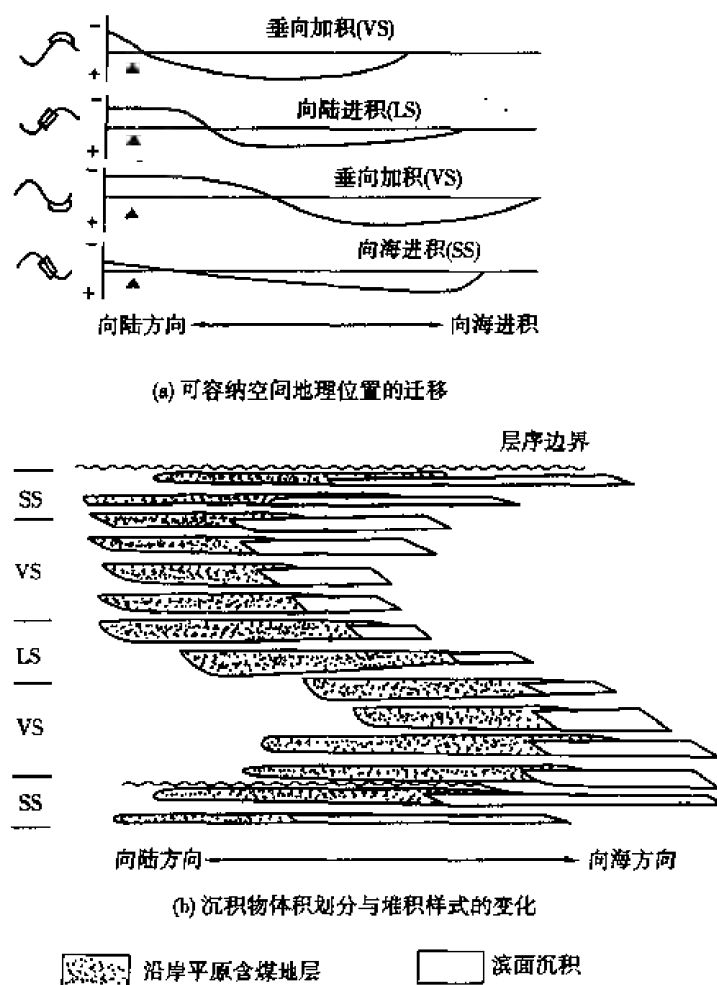 −
垂向加积(VS)
+
−
向陆进积(LS)
+
−
垂向加积(VS)
+
−
向海进积(SS)
+
向陆方向 向海进积
(a) 可容纳空间地理位置的迁移
层序边界
SS
VS
LS
VS
SS
向陆方向 向海方向
(b) 沉积物体积划分与堆积样式的变化
沿岸平原含煤地层 滨面沉积